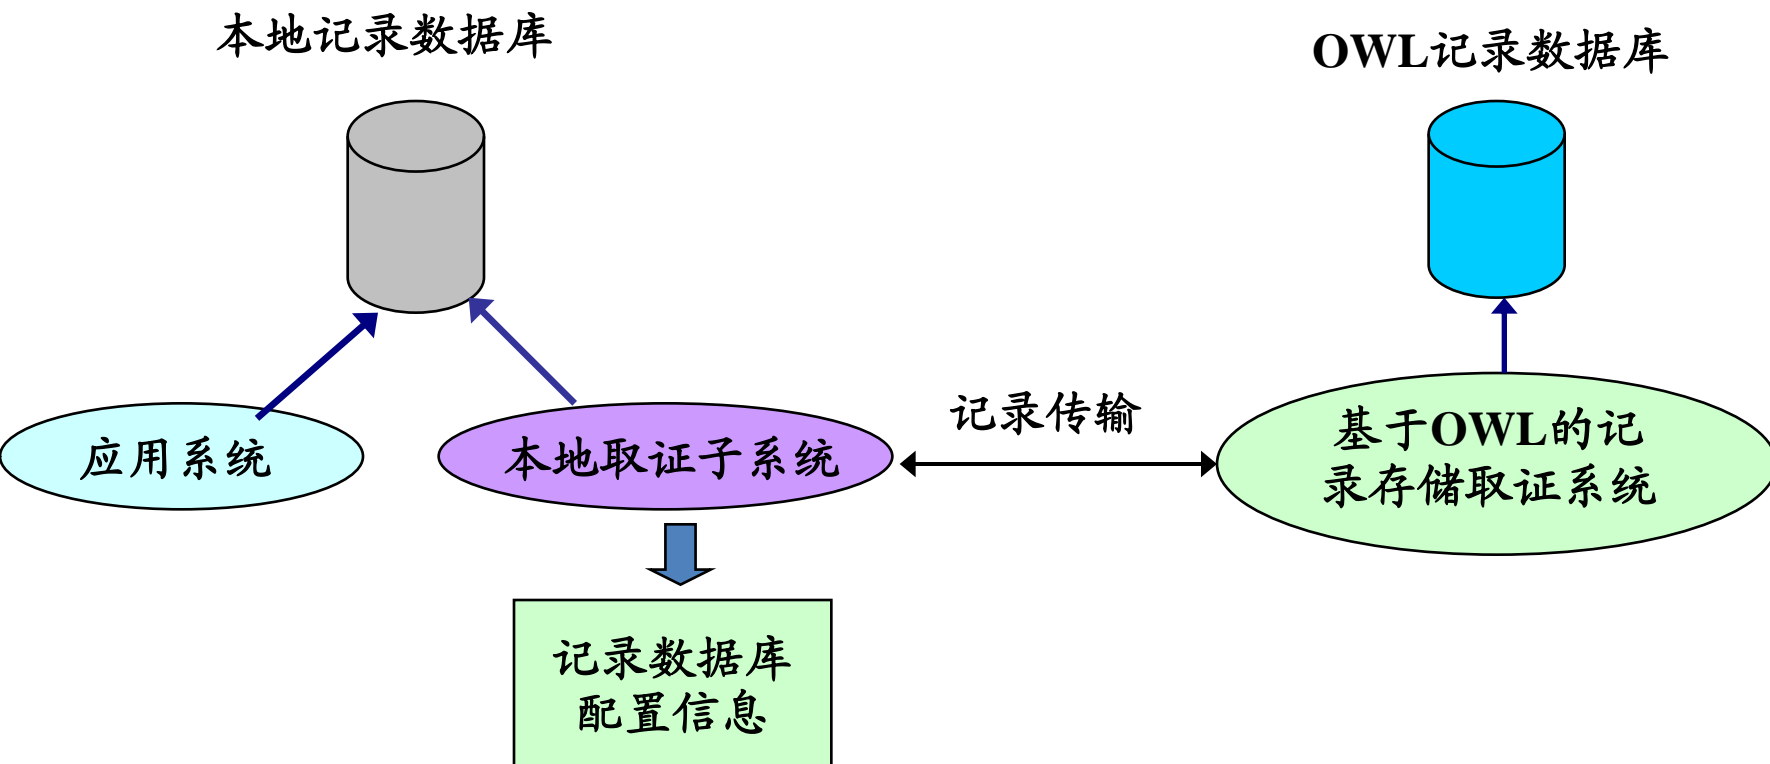 本地记录数据库
OWL记录数据库
记录传输
应用系统
本地取证子系统
基于OWL的记
录存储取证系统
记录数据库
配置信息